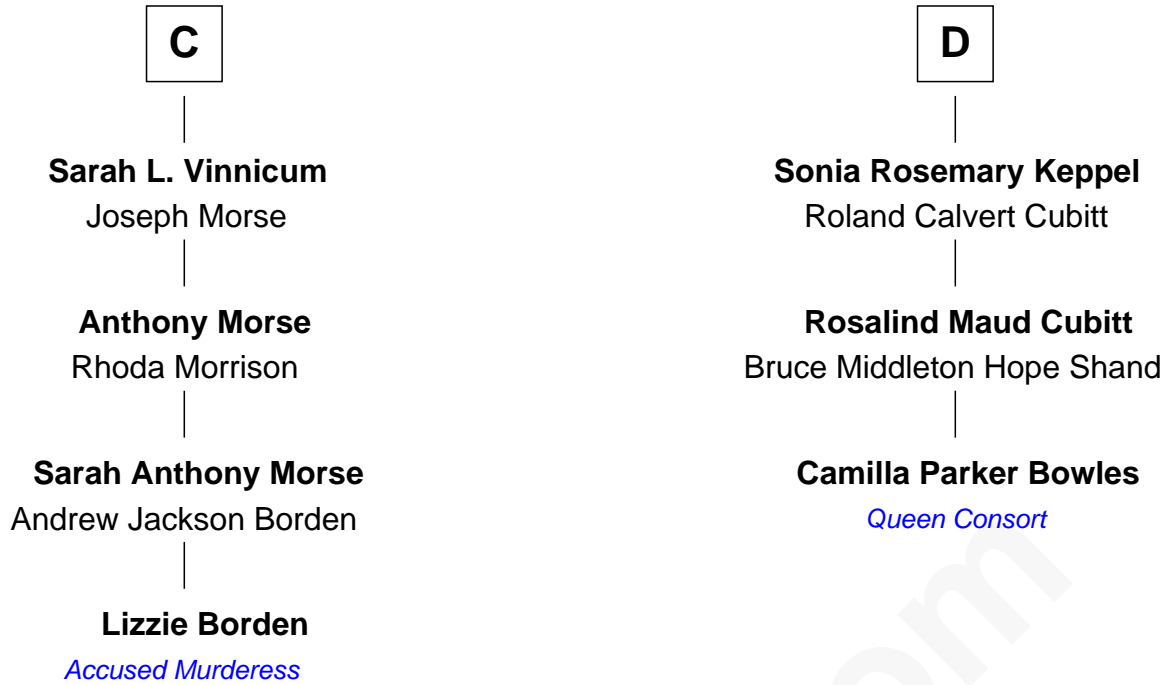 C
Sarah L. Vinnicum
Joseph Morse
Anthony Morse
Rhoda Morrison
Sarah Anthony Morse
Andrew Jackson Borden
Lizzie Borden
Accused Murderess
D
Sonia Rosemary Keppel
Roland Calvert Cubitt
Rosalind Maud Cubitt
Bruce Middleton Hope Shand
Camilla Parker Bowles
Queen Consort
om